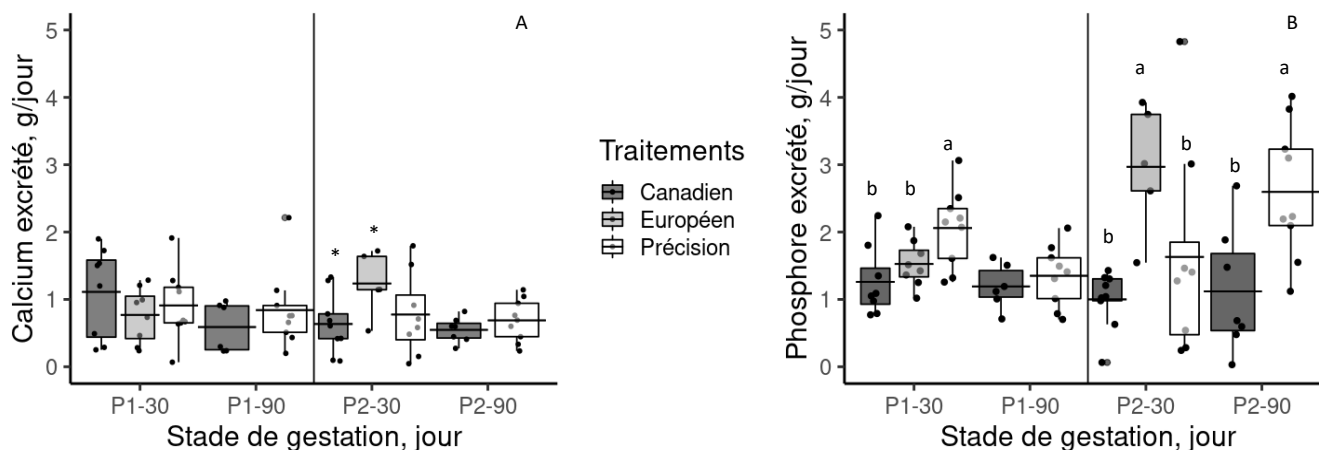 A
5
4
3
2
1
0
Calcium excrété, g/jour
*
*
P1-30 P1-90 P2-30 P2-90
Stade de gestation, jour
Traitements
Canadien
Européen
Précision
B
5
4
3
2
1
0
Phosphore excrété, g/jour
b
b
a
b
a
b
b
a
P1-30 P1-90 P2-30 P2-90
Stade de gestation, jour